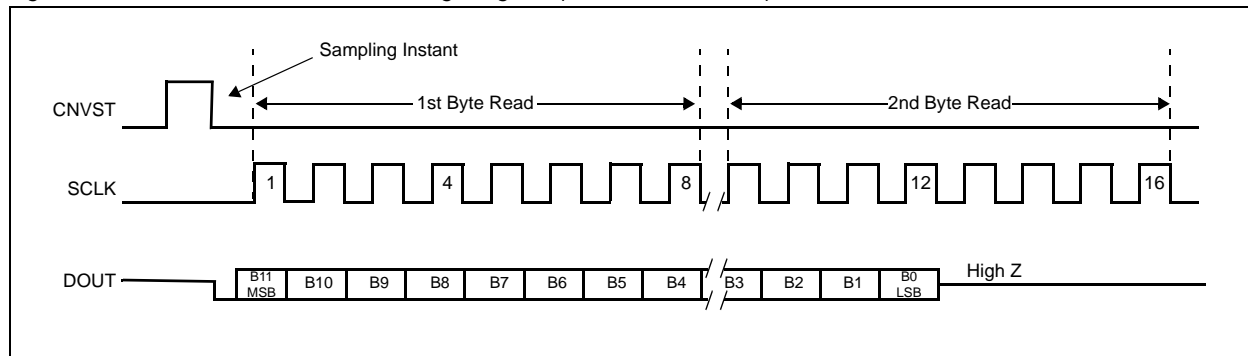 Sampling Instant
CNVST
1st Byte Read
2nd Byte Read
SCLK
1 4 8 12 16
DOUT
B11 MSB B10 B9 B8 B7 B6 B5 B4 B3 B2 B1 B0 LSB
High Z